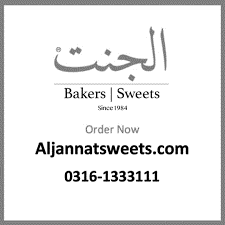 الجنت
®
Bakers | Sweets
Since 1984
Order Now
Aljannatsweets.com
0316-1333111